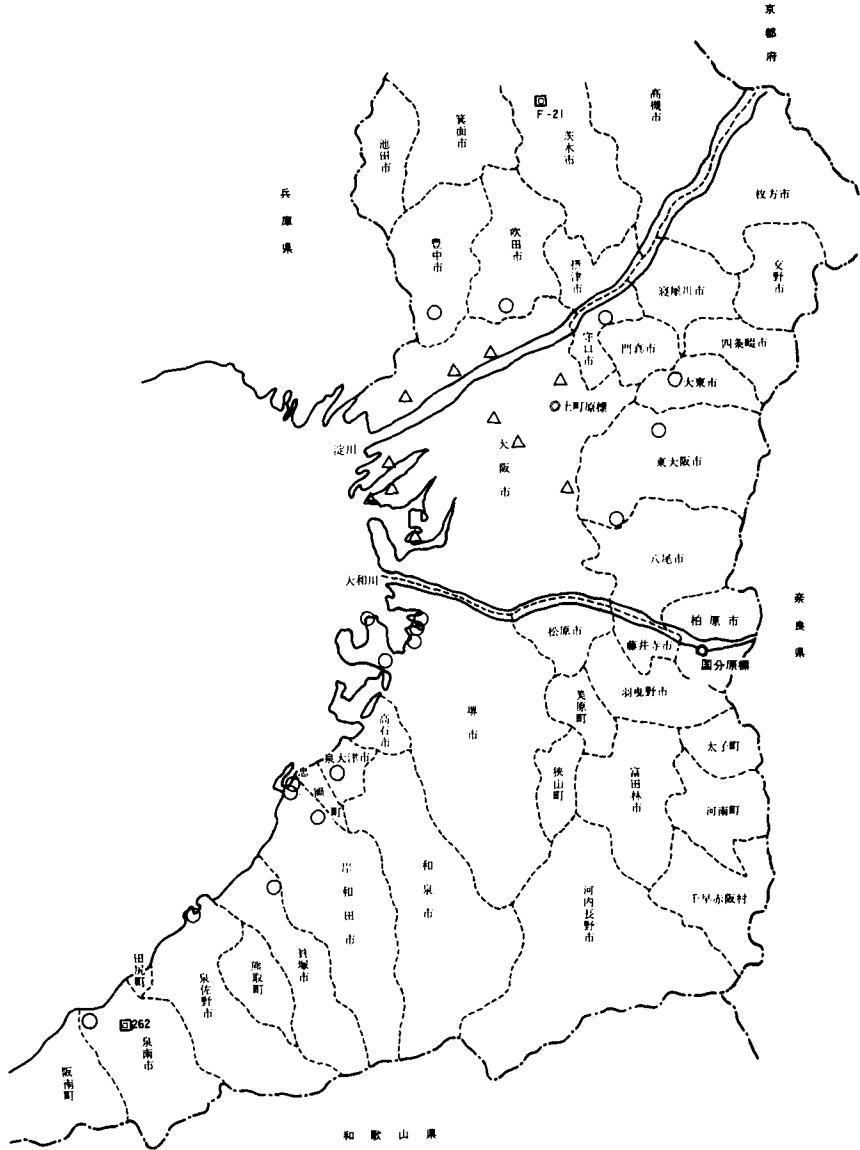 京都府
F-21
高槻市
茨木市
箕面市
池田市
兵庫県
枚方市
豊中市
吹田市
摂津市
交野市
寝屋川市
守口市
門真市
四条畷市
大東市
上町原標
淀川
大阪市
東大阪市
八尾市
大和川
奈良県
柏原市
松原市
藤井寺市
国分原標
羽曳野市
美原町
堺市
高石市
太子町
泉大津市
忠岡町
狭山町
富田林市
河南町
和泉市
岸和田市
河内長野市
千早赤阪村
貝塚市
熊取町
田尻町
泉佐野市
262
泉南市
阪南町
和歌山県